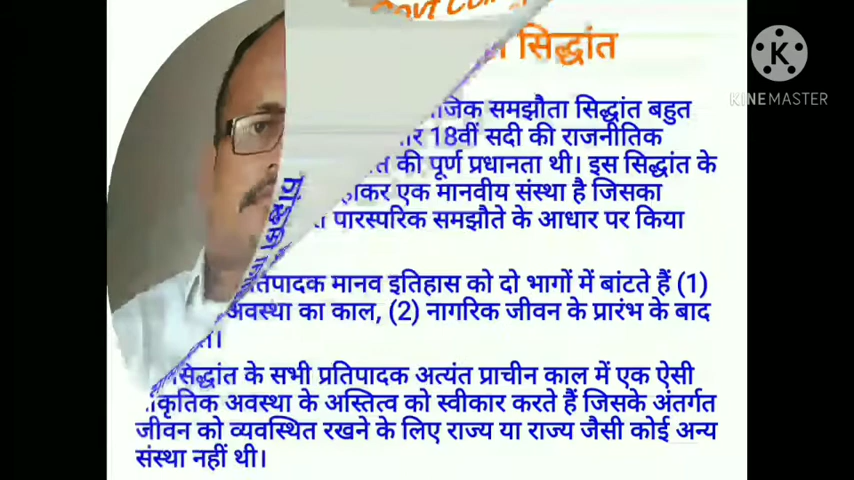 Govt
सिद्धांत
KINEMASTER
समझौता सिद्धांत बहुत
18वीं सदी की राजनीतिक
की पूर्ण प्रधानता थी। इस सिद्धांत के
एक मानवीय संस्था है जिसका
पारस्परिक समझौते के आधार पर किया
मानव इतिहास को दो भागों में बांटते हैं (1)
अवस्था का काल, (2) नागरिक जीवन के प्रारंभ के बाद
सिद्धांत के सभी प्रतिपादक अत्यंत प्राचीन काल में एक ऐसी
अवस्था के अस्तित्व को स्वीकार करते हैं जिसके अंतर्गत
जीवन को व्यवस्थित रखने के लिए राज्य या राज्य जैसी कोई अन्य
संस्था नहीं थी।